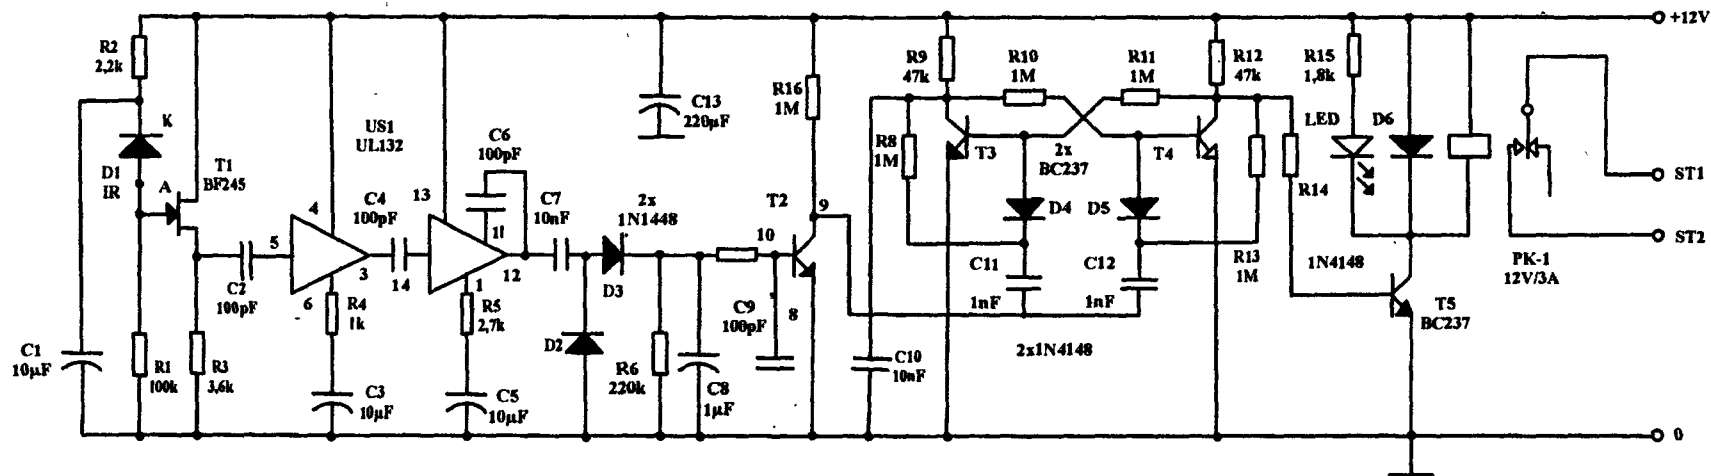 +12V
R2
2,2k
K
D1
IR
A
T1
BF245
C1
10µF
R1
100k
R3
3,6k
C2
100pF
5
4
3
6
US1
UL132
R4
1k
C3
10µF
C4
100pF
14
13
11
12
1
R5
2,7k
C5
10µF
C6
100pF
C7
10nF
2x
1N1448
D3
D2
R6
220k
C8
1µF
C13
220µF
C9
100pF
10
T2
9
8
R16
1M
R9
47k
R10
1M
R11
1M
R12
47k
R8
1M
T3
2x
BC237
T4
D4
D5
C11
1nF
C12
1nF
2x1N4148
C10
10nF
R13
1M
R14
R15
1,8k
LED
D6
1N4148
T5
BC237
PK-1
12V/3A
ST1
ST2
0